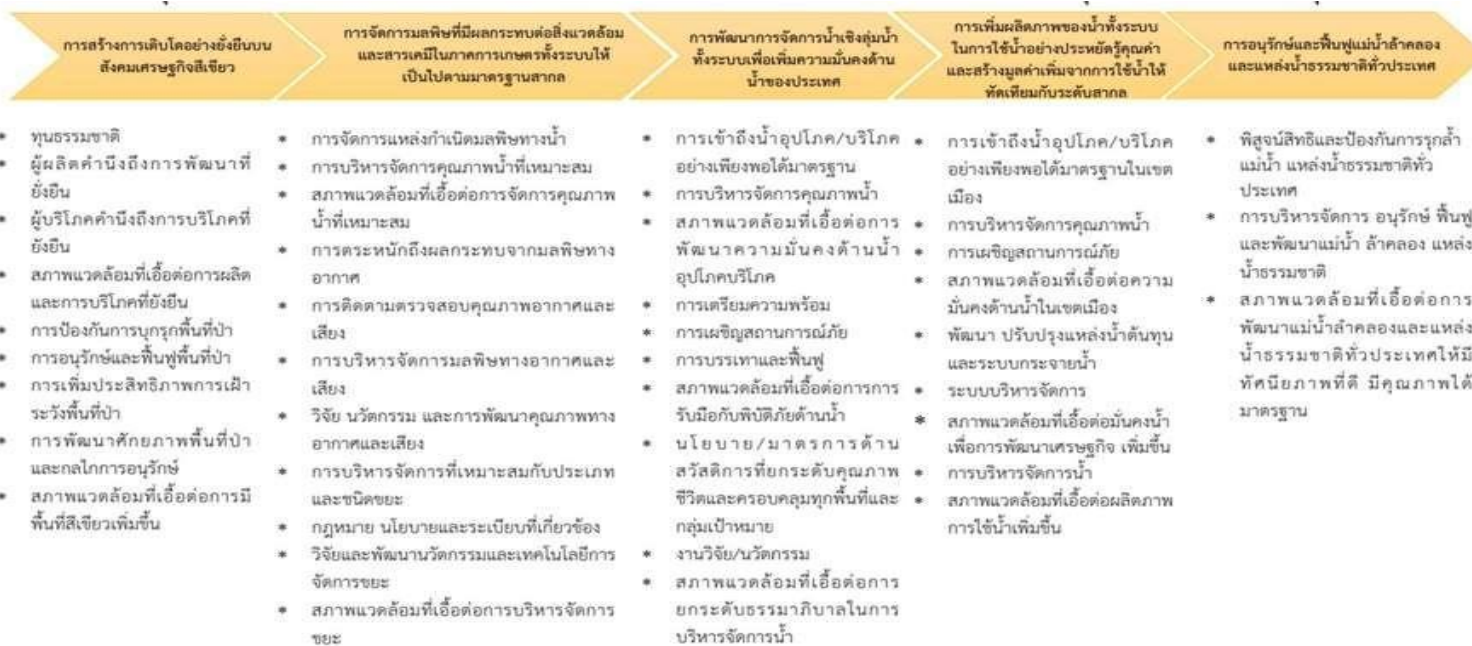 การสร้างการเติบโตอย่างยั่งยืนบน
สังคมเศรษฐกิจสีเขียว
การจัดการมลพิษที่มีผลกระทบต่อสิ่งแวดล้อม
และสารเคมีในภาคการเกษตรทั้งระบบให้
เป็นไปตามมาตรฐานสากล
การพัฒนาการจัดการน้ำเชิงลุ่มน้ำ
ทั้งระบบเพื่อเพิ่มความมั่นคงด้าน
น้ำของประเทศ
การเพิ่มผลิตภาพของน้ำทั้งระบบ
ในการใช้น้ำอย่างประหยัดรู้คุณค่า
และสร้างมูลค่าเพิ่มจากการใช้น้ำให้
ทัดเทียมกับระดับสากล
การอนุรักษ์และฟื้นฟูแม่น้ำลำคลอง
และแหล่งน้ำธรรมชาติทั่วประเทศ
* ทุนธรรมชาติ
* ผู้ผลิตคำนึงถึงการพัฒนาที่
ยั่งยืน
* ผู้บริโภคคำนึงถึงการบริโภคที่
ยังยืน
* สภาพแวดล้อมที่เอื้อต่อการผลิต
และการบริโภคที่ยังยืน
* การป้องกันการบุกรุกพื้นที่ป่า
* การอนุรักษ์และฟื้นฟูพื้นที่ป่า
* การเพิ่มประสิทธิภาพการเฝ้า
ระวังพื้นที่ป่า
* การพัฒนาศักยภาพพื้นที่ป่า
และกลไกการอนุรักษ์
* สภาพแวดล้อมที่เอื้อต่อการมี
พื้นที่สีเขียวเพิ่มขึ้น
* การจัดการแหล่งกำเนิดมลพิษทางน้ำ
* การบริหารจัดการคุณภาพน้ำที่เหมาะสม
* สภาพแวดล้อมที่เอื้อต่อการจัดการคุณภาพ
น้ำที่เหมาะสม
* การตระหนักถึงผลกระทบจากมลพิษทาง
อากาศ
* การติดตามตรวจสอบคุณภาพอากาศและ
เสียง
* การบริหารจัดการมลพิษทางอากาศและ
เสียง
* วิจัย นวัตกรรม และการพัฒนาคุณภาพทาง
อากาศและเสียง
* การบริหารจัดการที่เหมาะสมกับประเภท
และชนิดขยะ
* กฎหมาย นโยบายและระเบียบที่เกี่ยวข้อง
* วิจัยและพัฒนานวัตกรรมและเทคโนโลยีการ
จัดการขยะ
* สภาพแวดล้อมที่เอื้อต่อการบริหารจัดการ
ขยะ
* การเข้าถึงน้ำอุปโภค/บริโภค
อย่างเพียงพอได้มาตรฐาน
* การบริหารจัดการคุณภาพน้ำ
* สภาพแวดล้อมที่เอื้อต่อการ
พัฒนาความมั่นคงด้านน้ำ
อุปโภคบริโภค
* การเตรียมความพร้อม
* การเผชิญสถานการณ์ภัย
* การบรรเทาและฟื้นฟู
* สภาพแวดล้อมที่เอื้อต่อการการ
รับมือกับพิบัติภัยด้านน้ำ
* นโยบาย/มาตรการด้าน
สวัสดิการที่ยกระดับคุณภาพ
ชีวิตและครอบคลุมทุกพื้นที่และ
กลุ่มเป้าหมาย
* งานวิจัย/นวัตกรรม
* สภาพแวดล้อมที่เอื้อต่อการ
ยกระดับธรรมาภิบาลในการ
บริหารจัดการน้ำ
* การเข้าถึงน้ำอุปโภค/บริโภค
อย่างเพียงพอได้มาตรฐานในเขต
เมือง
* การบริหารจัดการคุณภาพน้ำ
* การเผชิญสถานการณ์ภัย
* สภาพแวดล้อมที่เอื้อต่อความ
มั่นคงด้านน้ำในเขตเมือง
* พัฒนา ปรับปรุงแหล่งน้ำต้นทุน
และระบบกระจายน้ำ
* ระบบบริหารจัดการ
* สภาพแวดล้อมที่เอื้อต่อมั่นคงน้ำ
เพื่อการพัฒนาเศรษฐกิจ เพิ่มขึ้น
* การบริหารจัดการน้ำ
* สภาพแวดล้อมที่เอื้อต่อผลิตภาพ
การใช้น้ำเพิ่มขึ้น
* พิสูจน์สิทธิและป้องกันการรุกล้ำ
แม่น้ำ แหล่งน้ำธรรมชาติทั่ว
ประเทศ
* การบริหารจัดการ อนุรักษ์ ฟื้นฟู
และพัฒนาแม่น้ำ ลำคลอง แหล่ง
น้ำธรรมชาติ
* สภาพแวดล้อมที่เอื้อต่อการ
พัฒนาแม่น้ำลำคลองและแหล่ง
น้ำธรรมชาติทั่วประเทศให้มี
ทัศนียภาพที่ดี มีคุณภาพได้
มาตรฐาน